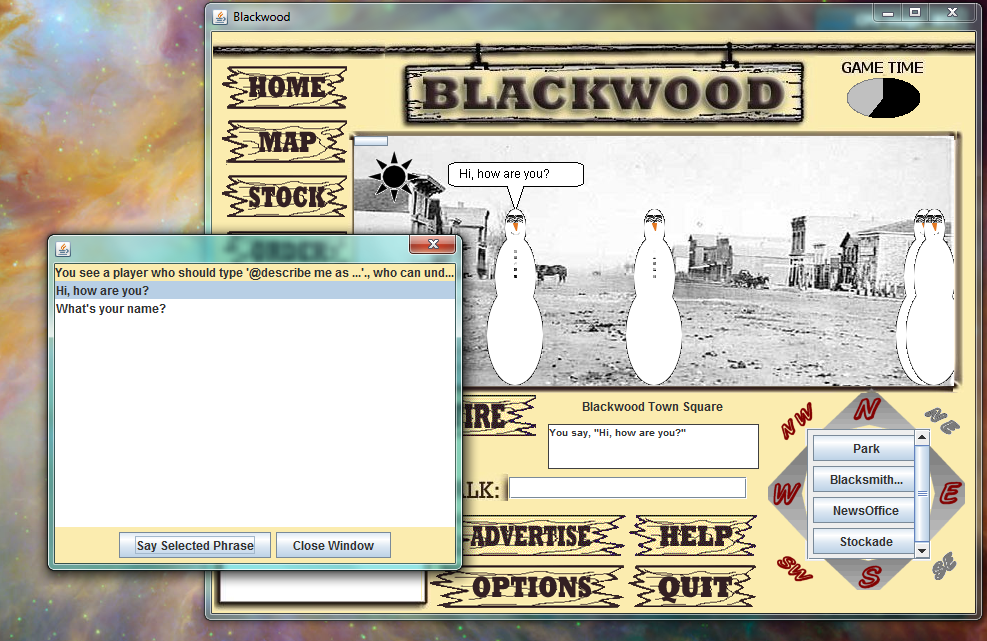 Blackwood
BLACKWOOD
GAME TIME
HOME
MAP
STOCK
Hi, how are you?
You see a player who should type '@describe me as ...'., who can und...
Hi, how are you?
What's your name?
Say Selected Phrase
Close Window
Blackwood Town Square
You say, "Hi, how are you?"
ADVERTISE
HELP
OPTIONS
QUIT
NW
N
NE
W
E
SW
S
SE
Park
Blacksmith...
NewsOffice
Stockade